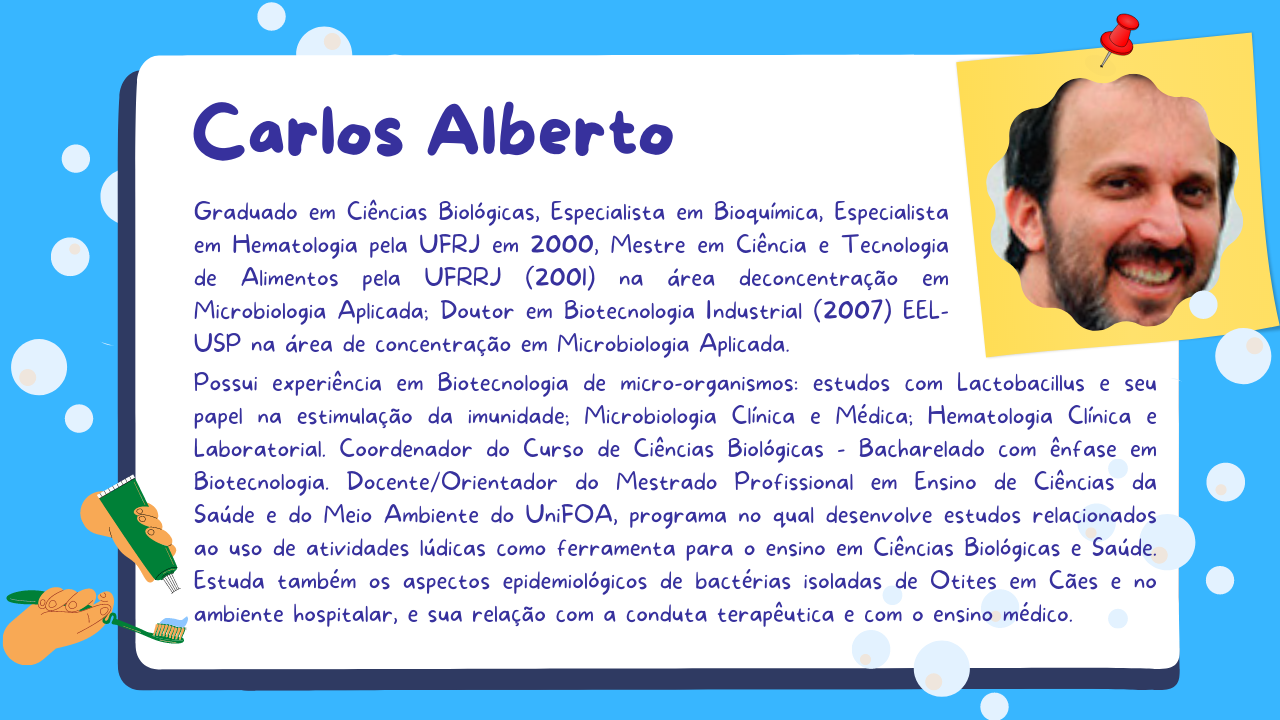 Carlos Alberto
Graduado em Ciências Biológicas, Especialista em Bioquímica, Especialista
em Hematologia pela UFRJ em 2000, Mestre em Ciência e Tecnologia
de Alimentos pela UFRRJ (2001) na área deconcentração em
Microbiologia Aplicada; Doutor em Biotecnologia Industrial (2007) EEL-
USP na área de concentração em Microbiologia Aplicada.
Possui experiência em Biotecnologia de micro-organismos: estudos com Lactobacillus e seu
papel na estimulação da imunidade; Microbiologia Clínica e Médica; Hematologia Clínica e
Laboratorial. Coordenador do Curso de Ciências Biológicas - Bacharelado com ênfase em
Biotecnologia. Docente/Orientador do Mestrado Profissional em Ensino de Ciências da
Saúde e do Meio Ambiente do UniFOA, programa no qual desenvolve estudos relacionados
ao uso de atividades lúdicas como ferramenta para o ensino em Ciências Biológicas e Saúde.
Estuda também os aspectos epidemiológicos de bactérias isoladas de Otites em Cães e no
ambiente hospitalar, e sua relação com a conduta terapêutica e com o ensino médico.